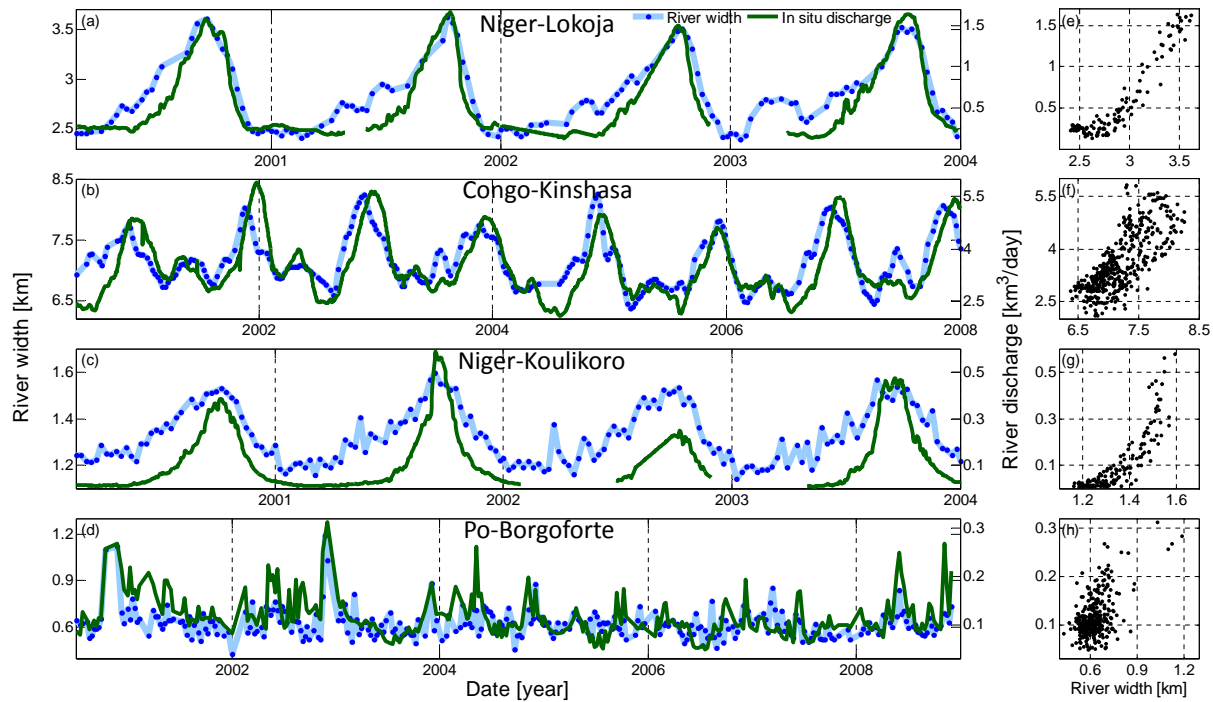 (a) Niger-Lokoja River width In situ discharge
3.5 3 2.5
1.5 1 0.5
2001 2002 2003 2004
(e)
1.5 1 0.5
2.4 3 3.6
(b) Congo-Kinshasa
8.5 7.5 6.5
5.5 4 2.5
2002 2004 2006 2008
(f)
5.5 4 2.5
6.5 7.5 8.5
River width [km]
River discharge [km³/day]
(c) Niger-Koulikoro
1.6 1.4 1.2
0.5 0.3 0.1
2001 2002 2003 2004
(g)
0.5 0.3 0.1
1.2 1.4 1.6
(d) Po-Borgoforte
1.2 0.9 0.6
0.3 0.2 0.1
2002 2004 2006 2008
Date [year]
(h)
0.3 0.2 0.1
0.6 0.9 1.2
River width [km]